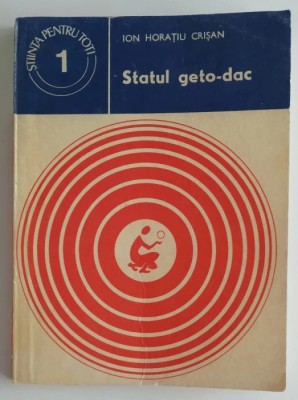 ȘTIINȚA PENTRU TOȚI
1
ION HORAȚIU CRIȘAN
Statul geto-dac